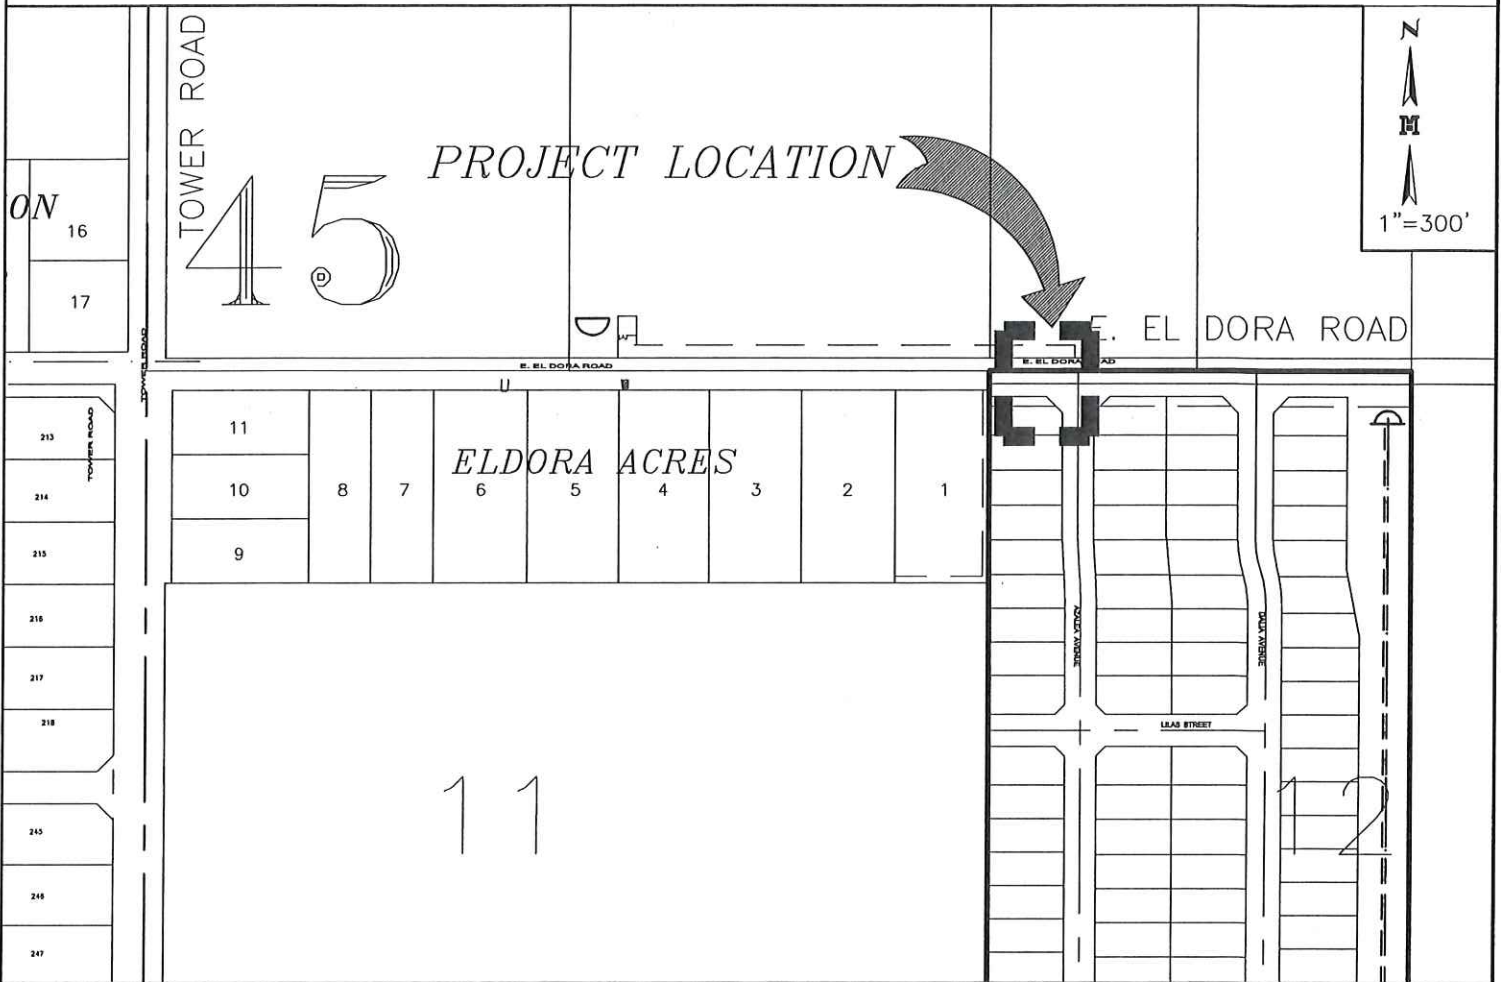 TOWER ROAD
N
H
1"=300'
PROJECT LOCATION
45
ON
16
17
E. EL DORA ROAD
TOWER ROAD
E. EL DORA ROAD
E. EL DORA ROAD
213
TOWER ROAD
214
215
216
217
218
245
246
247
11
10
9
8
7
6
5
4
3
2
1
ELDORA ACRES
AZALEA AVENUE
DALIA AVENUE
LILAS STREET
11
12